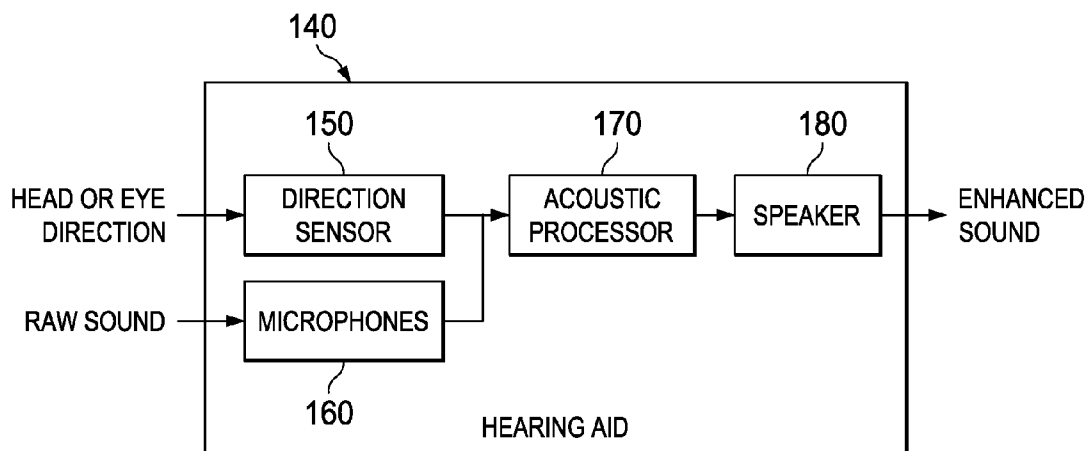 140
150
170
180
HEAD OR EYE
DIRECTION
DIRECTION
SENSOR
ACOUSTIC
PROCESSOR
SPEAKER
ENHANCED
SOUND
RAW SOUND
MICROPHONES
160
HEARING AID